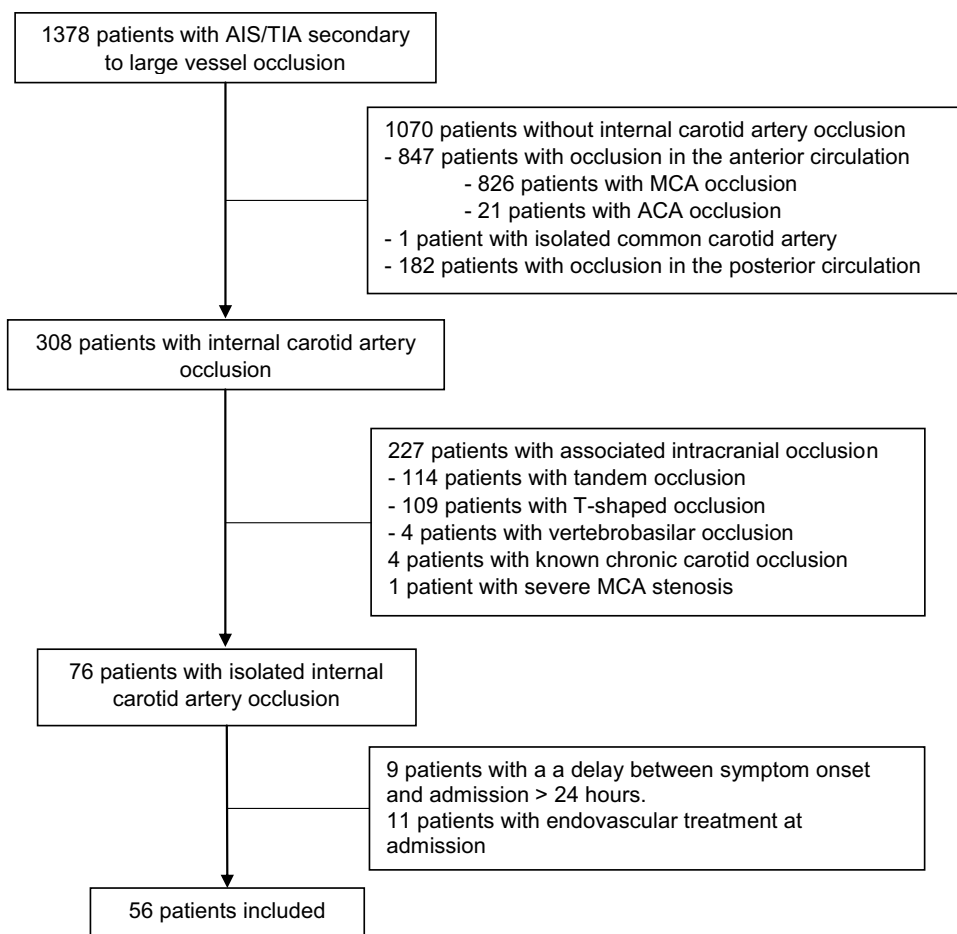 1378 patients with AIS/TIA secondary
to large vessel occlusion
1070 patients without internal carotid artery occlusion
- 847 patients with occlusion in the anterior circulation
- 826 patients with MCA occlusion
- 21 patients with ACA occlusion
- 1 patient with isolated common carotid artery
- 182 patients with occlusion in the posterior circulation
308 patients with internal carotid artery
occlusion
227 patients with associated intracranial occlusion
- 114 patients with tandem occlusion
- 109 patients with T-shaped occlusion
- 4 patients with vertebrobasilar occlusion
4 patients with known chronic carotid occlusion
1 patient with severe MCA stenosis
76 patients with isolated internal
carotid artery occlusion
9 patients with a a delay between symptom onset
and admission > 24 hours.
11 patients with endovascular treatment at
admission
56 patients included